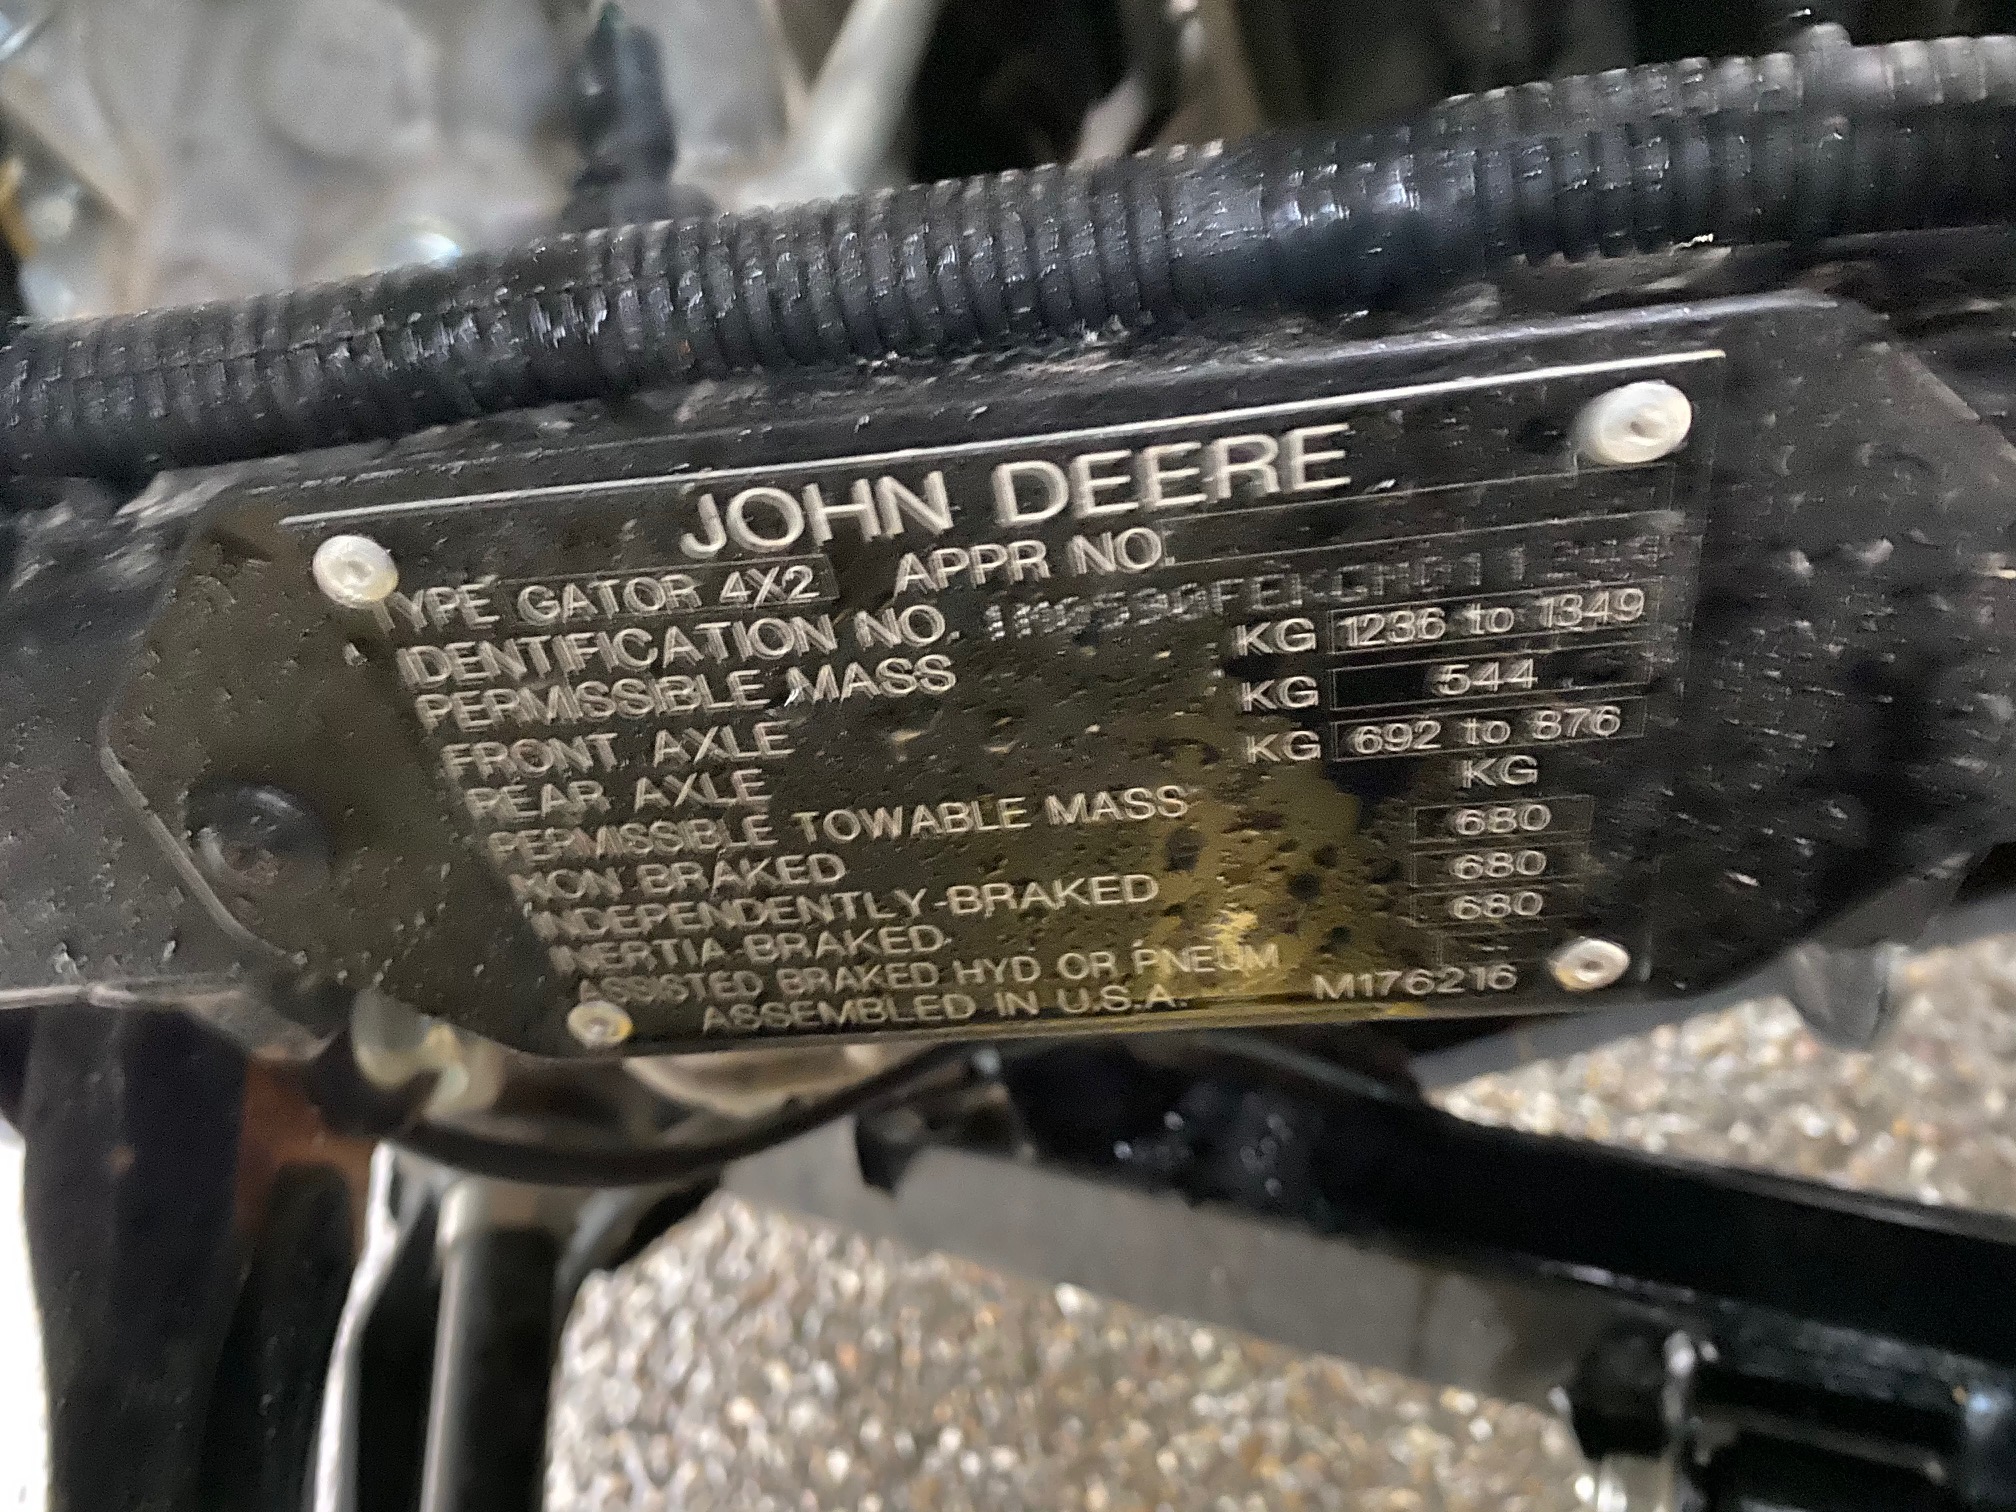 JOHN DEERE
TYPE GATOR 4X2 APPR NO.
IDENTIFICATION NO.
PERMISSIBLE MASS KG 1236 to 1349
FRONT AXLE KG 544
REAR AXLE KG 692 to 876
PERMISSIBLE TOWABLE MASS KG
NON BRAKED 680
INDEPENDENTLY-BRAKED 680
INERTIA-BRAKED 680
ASSISTED BRAKED HYD OR PNEUM
ASSEMBLED IN U.S.A. M176216